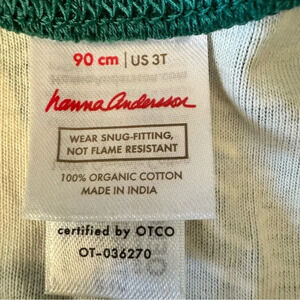 90 cm | US 3T
hanna andersson
WEAR SNUG-FITTING,
NOT FLAME RESISTANT
100% ORGANIC COTTON
MADE IN INDIA
certified by OTCO
OT-036270